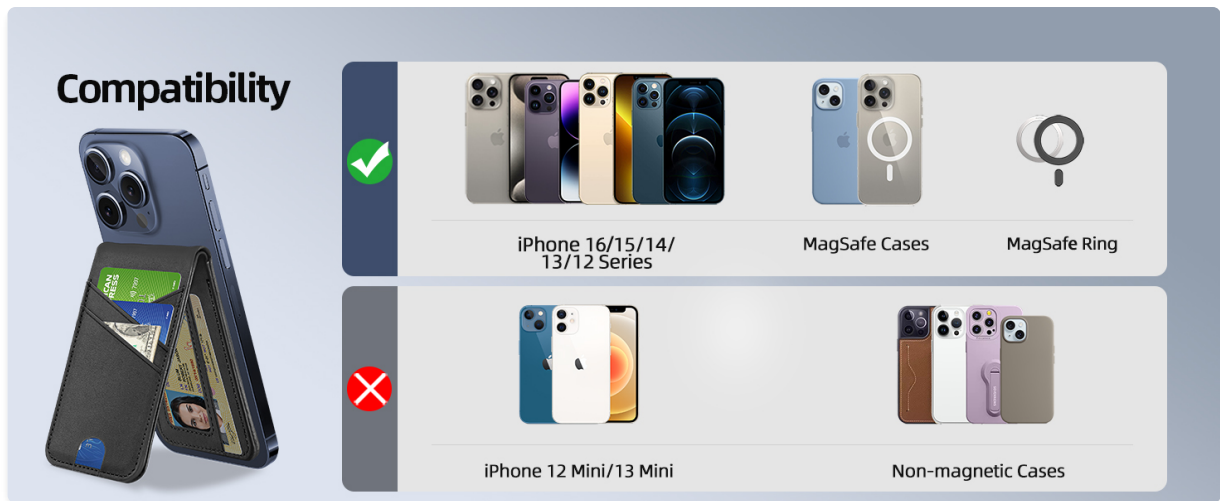 Compatibility
iPhone 16/15/14/
13/12 Series
MagSafe Cases
MagSafe Ring
iPhone 12 Mini/13 Mini
Non-magnetic Cases